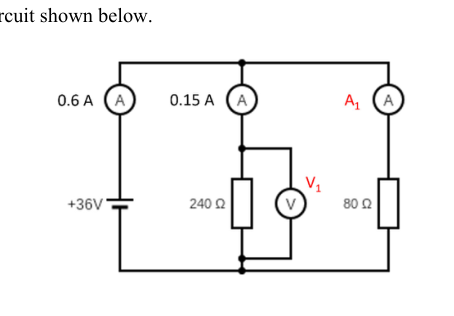 rcuit shown below.
0.6 A A 0.15 A A A₁ A
V₁
+36V 240 Ω V 80 Ω